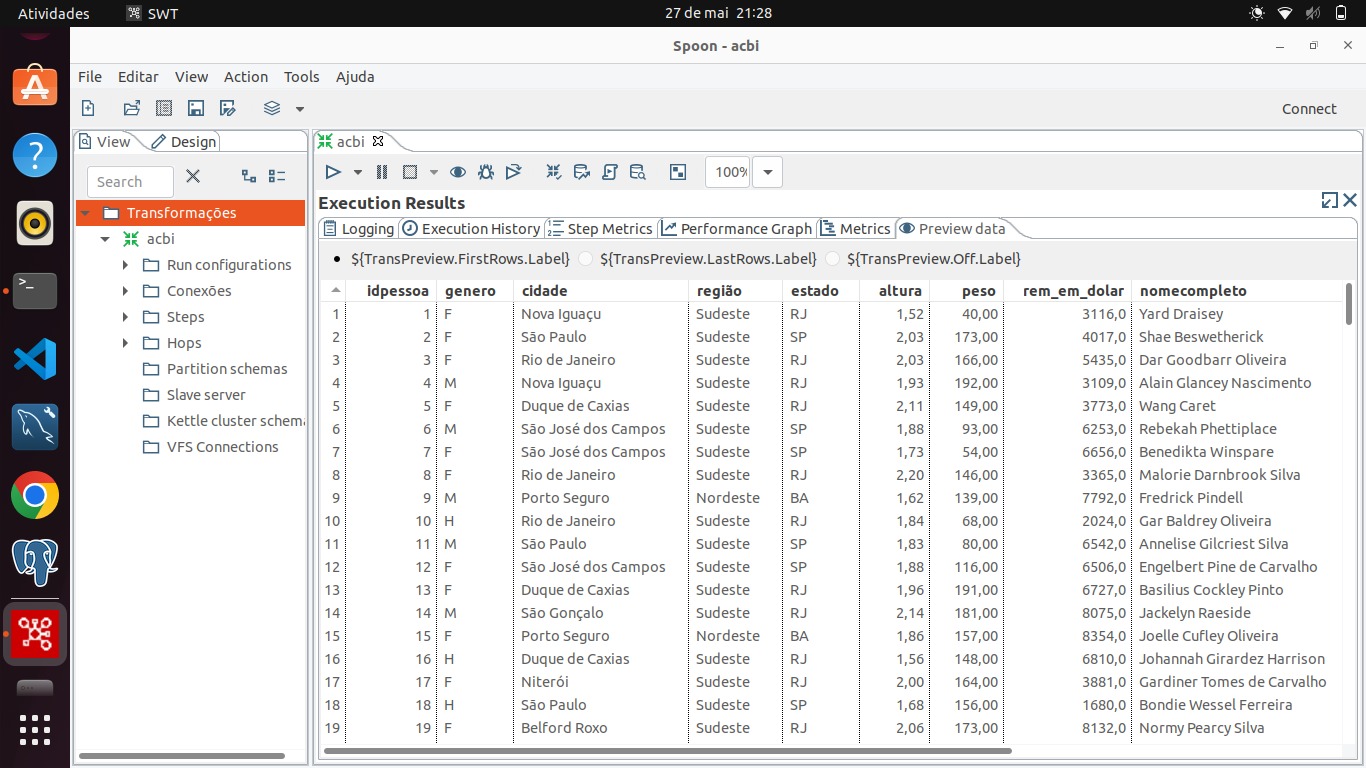 Atividades SWT 27 de mai 21:28
Spoon - acbi
File Editar View Action Tools Ajuda
Connect
View Design
Search
Transformações
acbi
Run configurations
Conexões
Steps
Hops
Partition schemas
Slave server
Kettle cluster schema
VFS Connections
acbi
100%
Execution Results
Logging Execution History Step Metrics Performance Graph Metrics Preview data
${TransPreview.FirstRows.Label} ${TransPreview.LastRows.Label} ${TransPreview.Off.Label}
idpessoa genero cidade região estado altura peso rem_em_dolar nomecompleto
1 1 F Nova Iguaçu Sudeste RJ 1,52 40,00 3116,0 Yard Draisey
2 2 F São Paulo Sudeste SP 2,03 173,00 4017,0 Shae Beswetherick
3 3 F Rio de Janeiro Sudeste RJ 2,03 166,00 5435,0 Dar Goodbarr Oliveira
4 4 M Nova Iguaçu Sudeste RJ 1,93 192,00 3109,0 Alain Glancey Nascimento
5 5 F Duque de Caxias Sudeste RJ 2,11 149,00 3773,0 Wang Caret
6 6 M São José dos Campos Sudeste SP 1,88 93,00 6253,0 Rebekah Phettiplace
7 7 F São José dos Campos Sudeste SP 1,73 54,00 6656,0 Benedikta Winspare
8 8 F Rio de Janeiro Sudeste RJ 2,20 146,00 3365,0 Malorie Darnbrook Silva
9 9 M Porto Seguro Nordeste BA 1,62 139,00 7792,0 Fredrick Pindell
10 10 H Rio de Janeiro Sudeste RJ 1,84 68,00 2024,0 Gar Baldrey Oliveira
11 11 M São Paulo Sudeste SP 1,83 80,00 6542,0 Annelise Gilcriest Silva
12 12 F São José dos Campos Sudeste SP 1,88 116,00 6506,0 Engelbert Pine de Carvalho
13 13 F Duque de Caxias Sudeste RJ 1,96 191,00 6727,0 Basilius Cockley Pinto
14 14 M São Gonçalo Sudeste RJ 2,14 181,00 8075,0 Jackelyn Raeside
15 15 F Porto Seguro Nordeste BA 1,86 157,00 8354,0 Joelle Cufley Oliveira
16 16 H Duque de Caxias Sudeste RJ 1,56 148,00 6810,0 Johannah Girardez Harrison
17 17 F Niterói Sudeste RJ 2,00 164,00 3881,0 Gardiner Tomes de Carvalho
18 18 H São Paulo Sudeste SP 1,68 156,00 1680,0 Bondie Wessel Ferreira
19 19 F Belford Roxo Sudeste RJ 2,06 173,00 8132,0 Normy Pearcy Silva